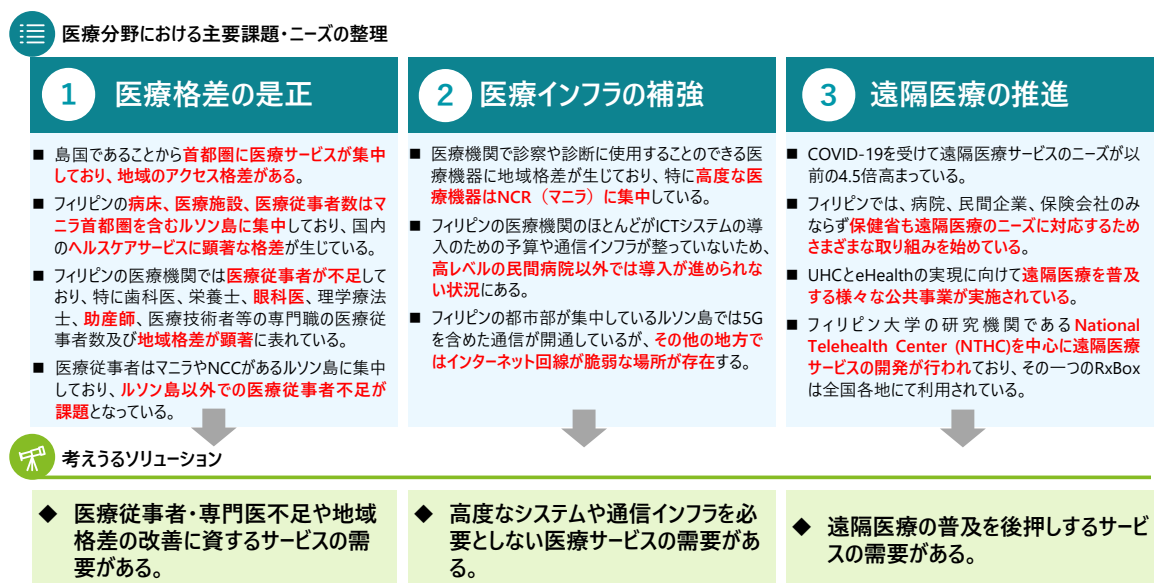 医療分野における主要課題・ニーズの整理
1 医療格差の是正
■ 島国であることから首都圏に医療サービスが集中
しており、地域のアクセス格差がある。
■ フィリピンの病床、医療施設、医療従事者数はマ
ニラ首都圏を含むルソン島に集中しており、国内
のヘルスケアサービスに顕著な格差が生じている。
■ フィリピンの医療機関では医療従事者が不足して
おり、特に歯科医、栄養士、眼科医、理学療法
士、助産師、医療技術者等の専門職の医療従
事者数及び地域格差が顕著に表れている。
■ 医療従事者はマニラやNCCがあるルソン島に集中
しており、ルソン島以外での医療従事者不足が
課題となっている。
2 医療インフラの補強
■ 医療機関で診察や診断に使用することのできる医
療機器に地域格差が生じており、特に高度な医
療機器はNCR（マニラ）に集中している。
■ フィリピンの医療機関のほとんどがICTシステムの導
入のための予算や通信インフラが整っていないため、
高レベルの民間病院以外では導入が進められな
い状況にある。
■ フィリピンの都市部が集中しているルソン島では5G
を含めた通信が開通しているが、その他の地方で
はインターネット回線が脆弱な場所が存在する。
3 遠隔医療の推進
■ COVID-19を受けて遠隔医療サービスのニーズが以
前の4.5倍高まっている。
■ フィリピンでは、病院、民間企業、保険会社のみ
ならず保健省も遠隔医療のニーズに対応するため
さまざまな取り組みを始めている。
■ UHCとeHealthの実現に向けて遠隔医療を普及
する様々な公共事業が実施されている。
■ フィリピン大学の研究機関であるNational
Telehealth Center (NTHC)を中心に遠隔医療
サービスの開発が行われており、その一つのRxBox
は全国各地にて利用されている。
考えうるソリューション
◆ 医療従事者・専門医不足や地域
格差の改善に資するサービスの需
要がある。
◆ 高度なシステムや通信インフラを必
要としない医療サービスの需要があ
る。
◆ 遠隔医療の普及を後押しするサービ
スの需要がある。